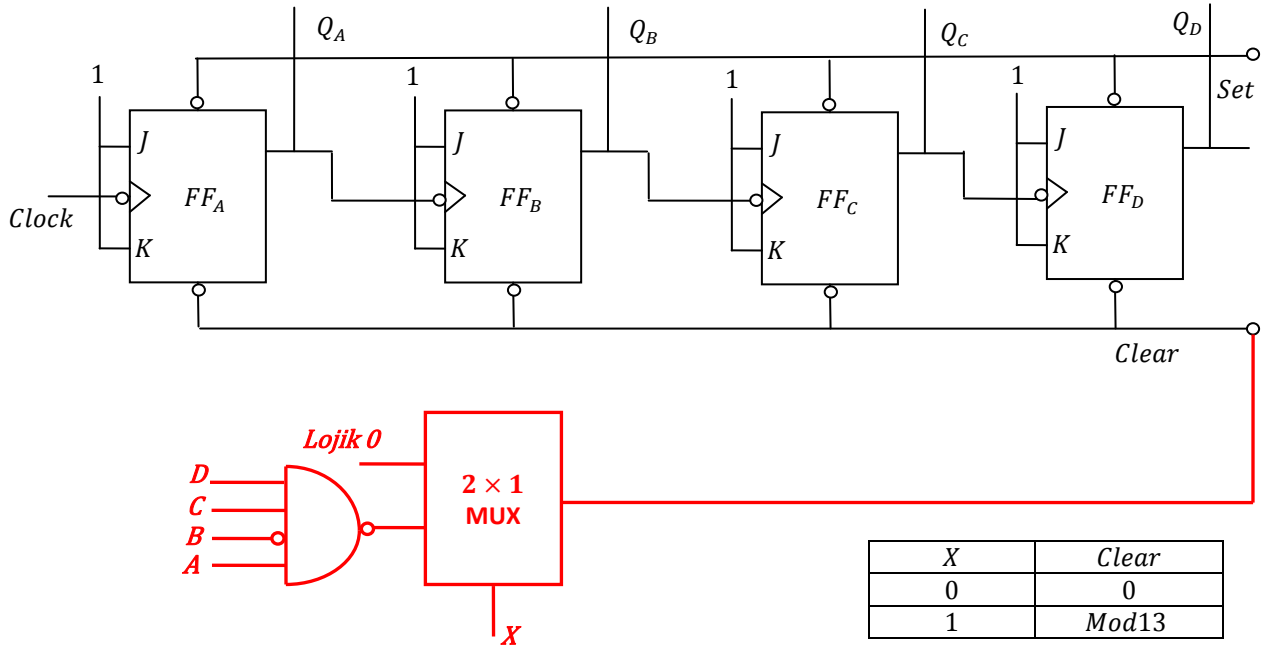 Q_A
Q_B
Q_C
Q_D
1
1
1
1
Set
J
J
J
J
Clock
FF_A
FF_B
FF_C
FF_D
K
K
K
K
Clear
Lojik 0
D
C
B
A
2 × 1
MUX
X
X Clear
0 0
1 Mod13